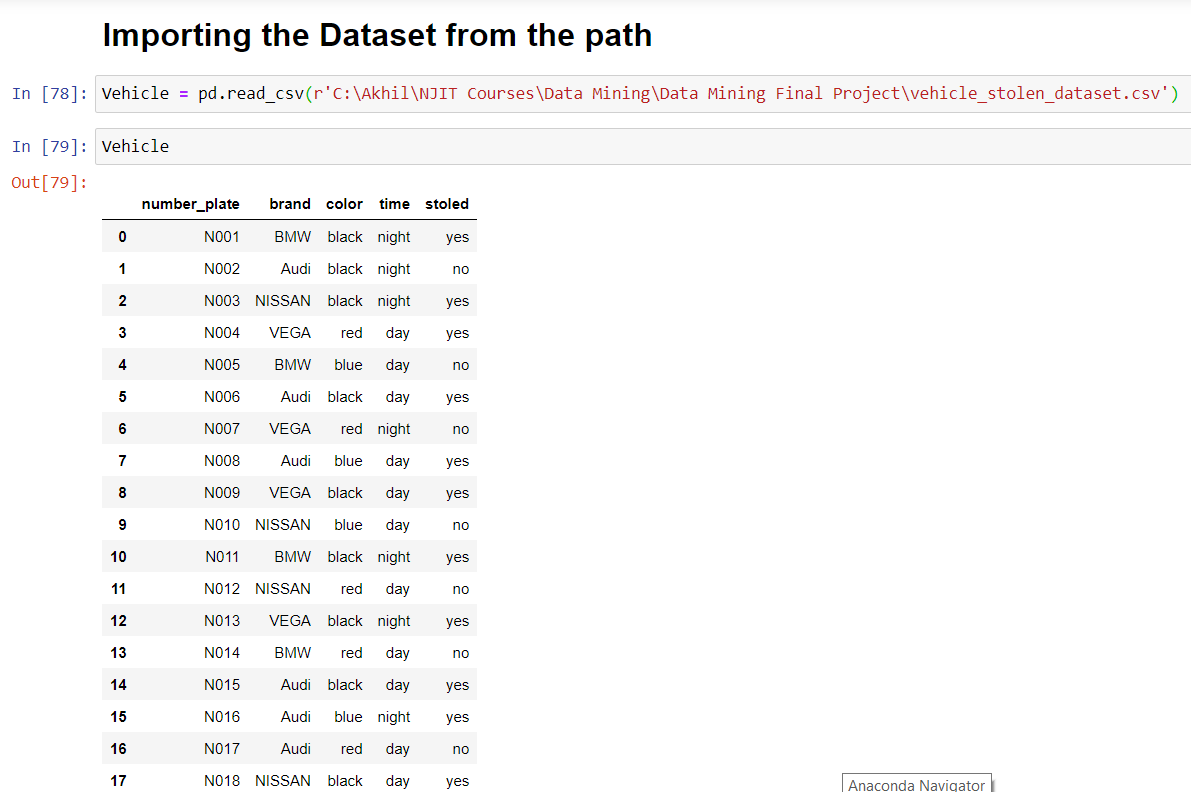 Importing the Dataset from the path
In [78]: Vehicle = pd.read_csv(r'C:\Akhil\NJIT Courses\Data Mining\Data Mining Final Project\vehicle_stolen_dataset.csv')
In [79]: Vehicle
Out[79]:
number_plate brand color time stoled
0 N001 BMW black night yes
1 N002 Audi black night no
2 N003 NISSAN black night yes
3 N004 VEGA red day yes
4 N005 BMW blue day no
5 N006 Audi black day yes
6 N007 VEGA red night no
7 N008 Audi blue day yes
8 N009 VEGA black day yes
9 N010 NISSAN blue day no
10 N011 BMW black night yes
11 N012 NISSAN red day no
12 N013 VEGA black night yes
13 N014 BMW red day no
14 N015 Audi black day yes
15 N016 Audi blue night yes
16 N017 Audi red day no
17 N018 NISSAN black day yes
Anaconda Navigator